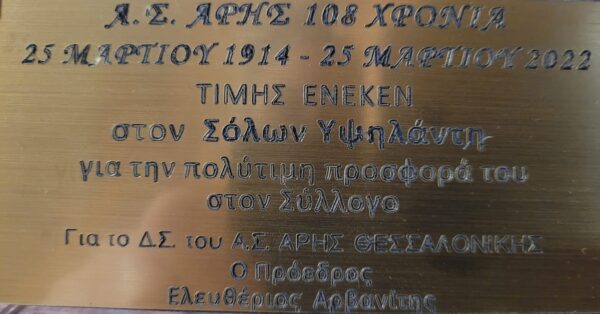 Α.Σ. ΑΡΗΣ 108 ΧΡΟΝΙΑ
25 ΜΑΡΤΙΟΥ 1914 - 25 ΜΑΡΤΙΟΥ 2022
ΤΙΜΗΣ ΕΝΕΚΕΝ
στον Σόλων Υψηλάντη
για την πολύτιμη προσφορά του
στον Σύλλογο
Για το Δ.Σ. του Α.Σ. ΑΡΗΣ ΘΕΣΣΑΛΟΝΙΚΗΣ
Ο Πρόεδρος
Ελευθέριος Αρβανίτης